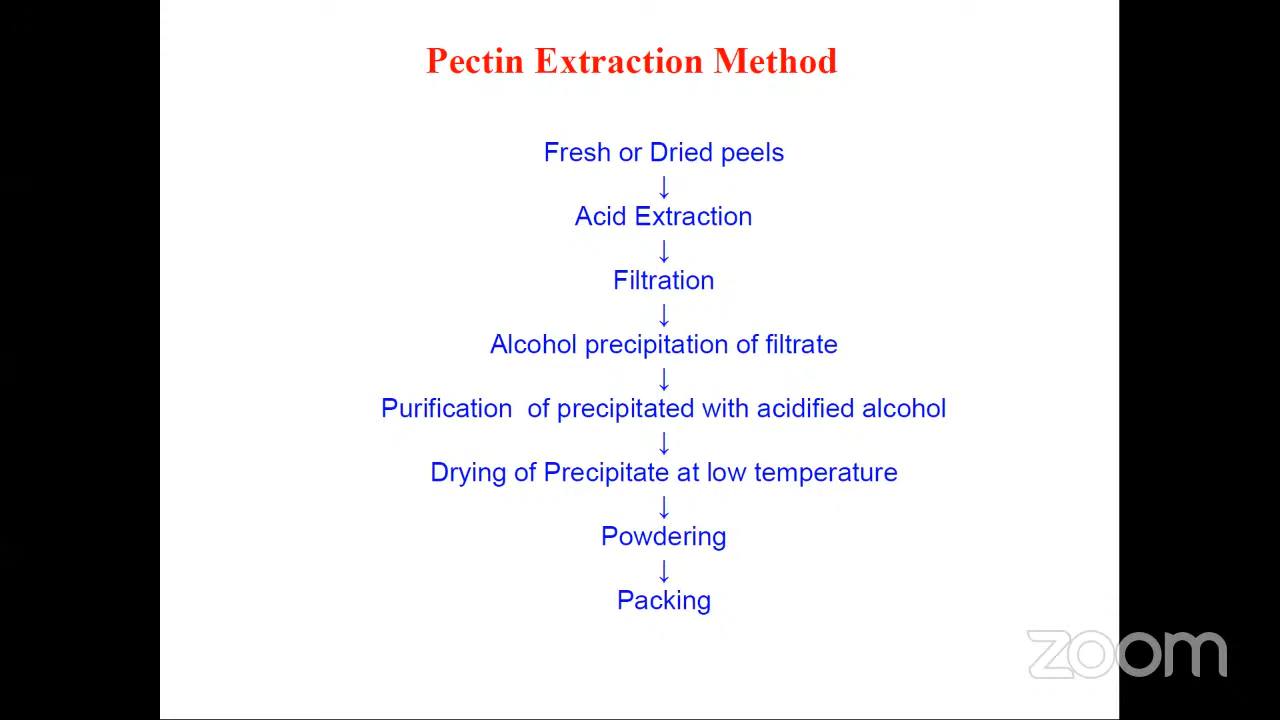 Pectin Extraction Method
Fresh or Dried peels
↓
Acid Extraction
↓
Filtration
↓
Alcohol precipitation of filtrate
↓
Purification  of precipitated with acidified alcohol
↓
Drying of Precipitate at low temperature
↓
Powdering
↓
Packing
zoom